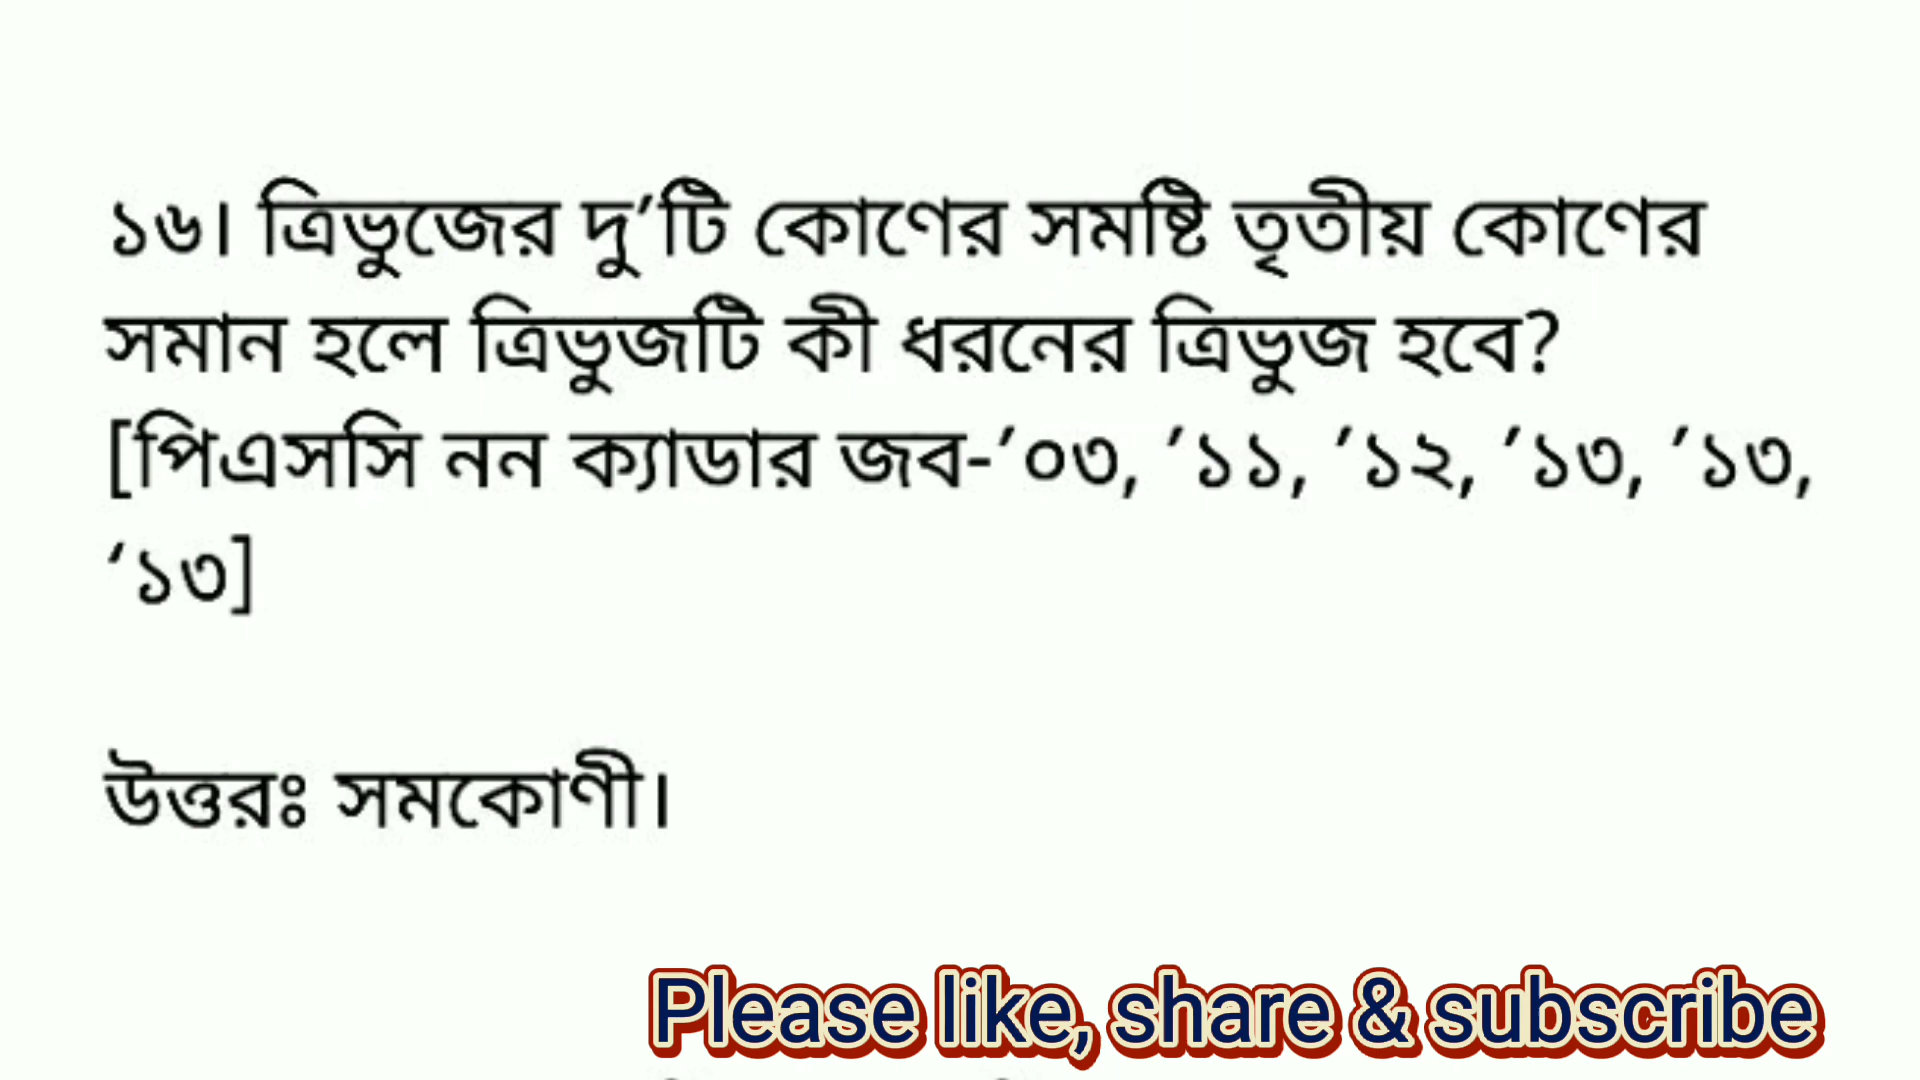 ১৬। ত্রিভুজের দু’টি কোণের সমষ্টি তৃতীয় কোণের
সমান হলে ত্রিভুজটি কী ধরনের ত্রিভুজ হবে?
[পিএসসি নন ক্যাডার জব-’০৩, ’১১, ’১২, ’১৩, ’১৩,
‘১৩]
উত্তরঃ সমকোণী।
Please like, share & subscribe